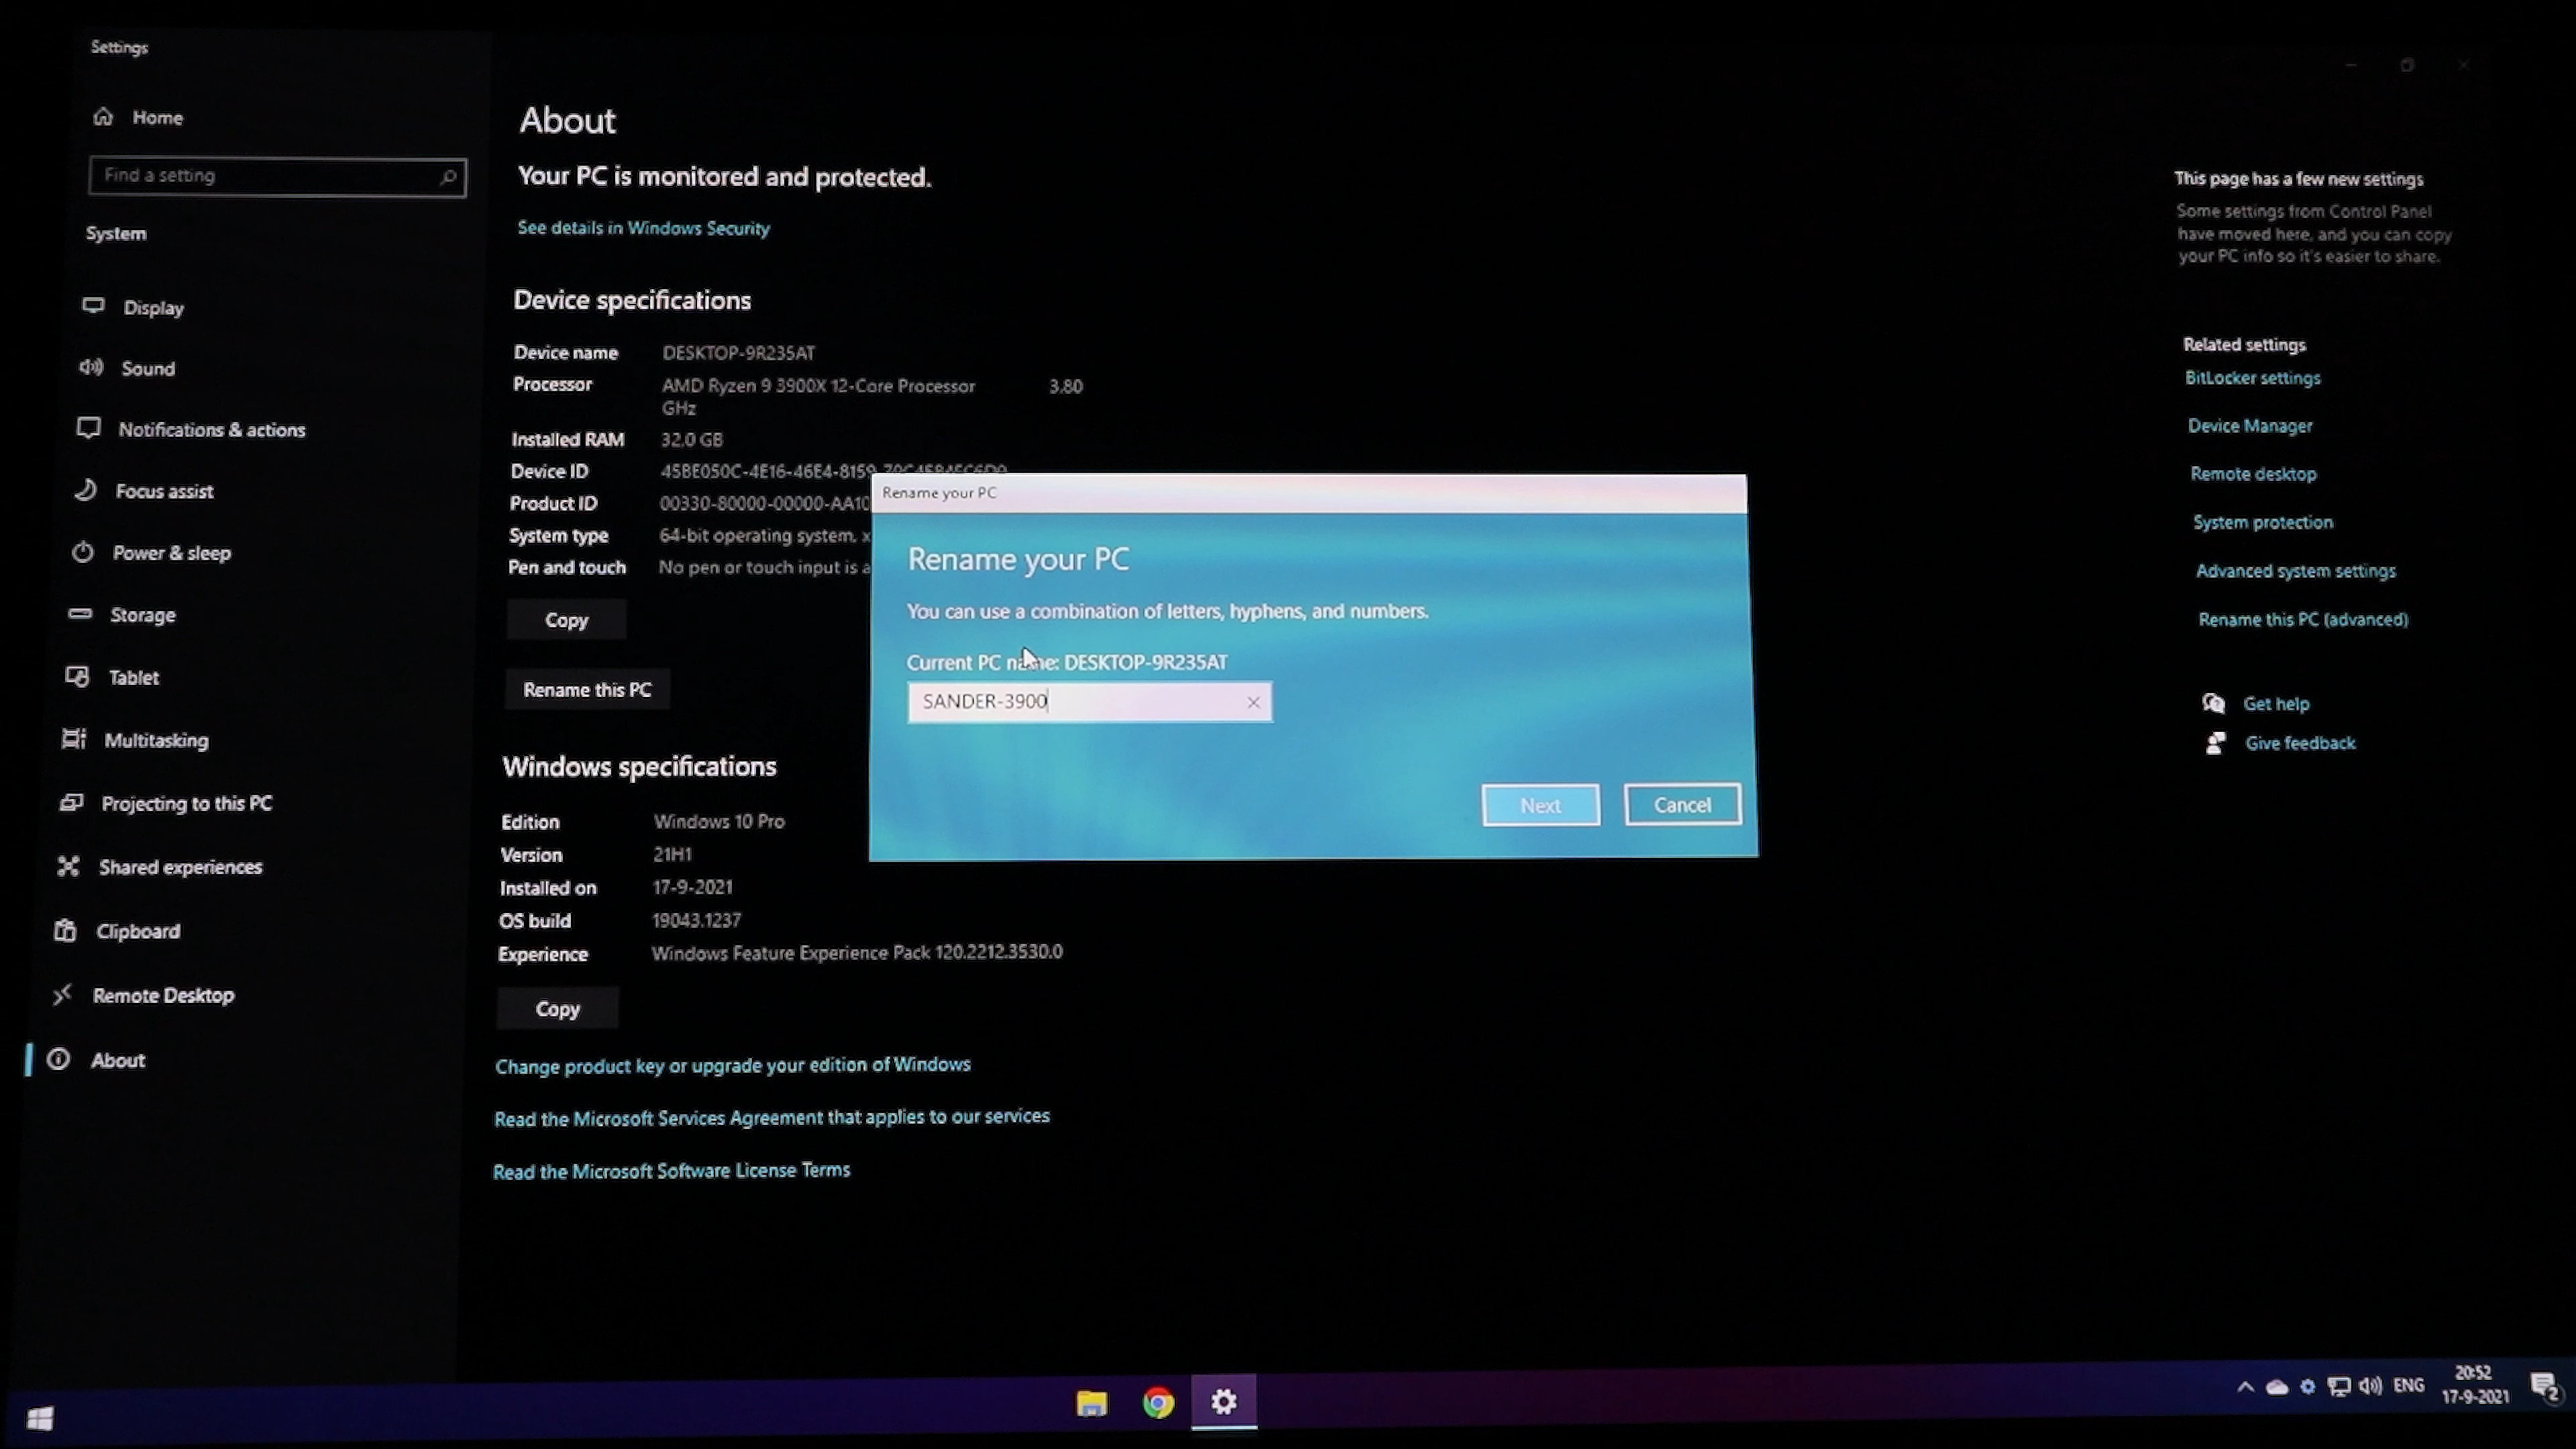 Settings
Home
Find a setting
System
Display
Sound
Notifications & actions
Focus assist
Power & sleep
Storage
Tablet
Multitasking
Projecting to this PC
Shared experiences
Clipboard
Remote Desktop
About
About
Your PC is monitored and protected.
See details in Windows Security
Device specifications
Device name DESKTOP-9R235AT
Processor AMD Ryzen 9 3900X 12-Core Processor 3.80
GHz
Installed RAM 32.0 GB
Device ID
Product ID 00330-80000-00000-AA10
System type 64-bit operating system, x
Pen and touch No pen or touch input is a
Copy
Rename this PC
Windows specifications
Edition Windows 10 Pro
Version 21H1
Installed on 17-9-2021
OS build 19043.1237
Experience Windows Feature Experience Pack 120.2212.3530.0
Copy
Change product key or upgrade your edition of Windows
Read the Microsoft Services Agreement that applies to our services
Read the Microsoft Software License Terms
Rename your PC
Rename your PC
You can use a combination of letters, hyphens, and numbers.
Current PC name: DESKTOP-9R235AT
SANDER-3900
Next Cancel
This page has a few new settings
Some settings from Control Panel
have moved here, and you can copy
your PC info so it's easier to share.
Related settings
BitLocker settings
Device Manager
Remote desktop
System protection
Advanced system settings
Rename this PC (advanced)
Get help
Give feedback
ENG
20:52
17-9-2021
2